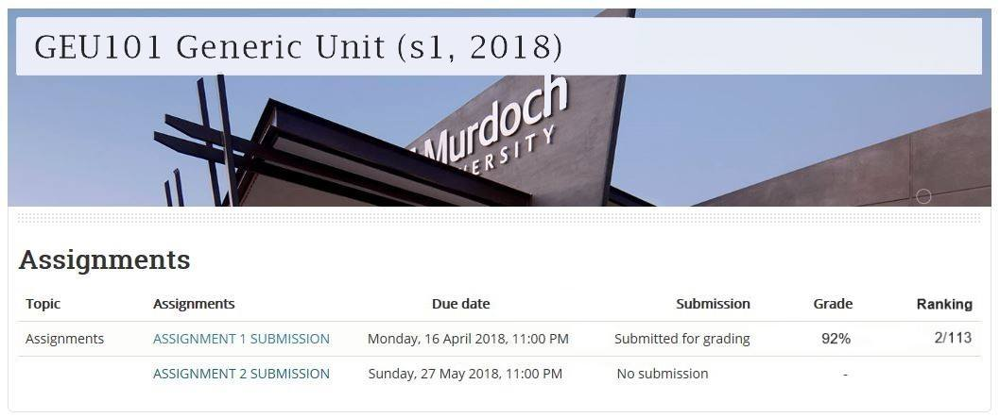 GEU101 Generic Unit (s1, 2018)
Murdoch
ERSITY
Assignments
Topic Assignments Due date Submission Grade Ranking
Assignments ASSIGNMENT 1 SUBMISSION Monday, 16 April 2018, 11:00 PM Submitted for grading 92% 2/113
ASSIGNMENT 2 SUBMISSION Sunday, 27 May 2018, 11:00 PM No submission -